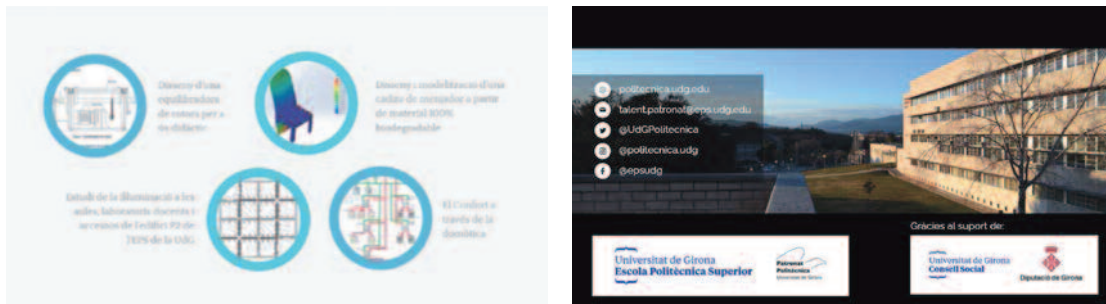 Disseny d'una
equilibradora
de rotors per a
ús didàctic
Disseny i modelització d'una
cadira de menjador a partir
de material 100%
biodegradable
Estudi de la il·luminació a les
aules, laboratoris docents i
accessos de l'edifici P2 de
l'EPS de la UdG.
El Confort a
través de la
domòtica
politecnica.udg.edu
talent.patronat@eps.udg.edu
@UdGPolitecnica
@politecnica.udg
@epsudg
Gràcies al suport de:
Universitat de Girona
Escola Politècnica Superior
Patronat
Politècnica
Universitat de Girona
Universitat de Girona
Consell Social
Diputació de Girona